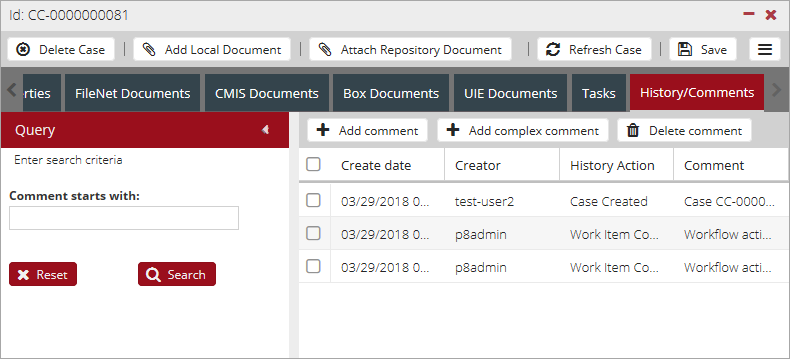 Id: CC-0000000081
Delete Case Add Local Document Attach Repository Document Refresh Case Save
erties FileNet Documents CMIS Documents Box Documents UIE Documents Tasks History/Comments
Query
Enter search criteria
Comment starts with:
Reset Search
Add comment Add complex comment Delete comment
Create date Creator History Action Comment
03/29/2018 0... test-user2 Case Created Case CC-0000...
03/29/2018 0... p8admin Work Item Co... Workflow acti...
03/29/2018 0... p8admin Work Item Co... Workflow acti...